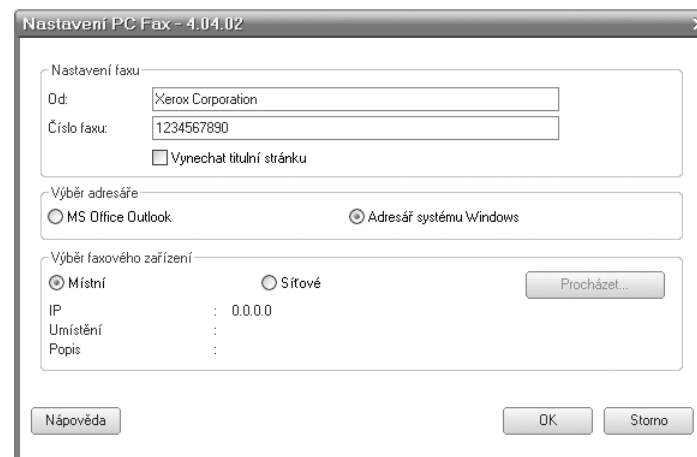 Nastavení PC Fax - 4.04.02
Nastavení faxu
Od: Xerox Corporation
Číslo faxu: 1234567890
Vynechat titulní stránku
Výběr adresáře
MS Office Outlook Adresář systému Windows
Výběr faxového zařízení
Místní Síťové Procházet...
IP : 0.0.0.0
Umístění :
Popis :
Nápověda OK Storno